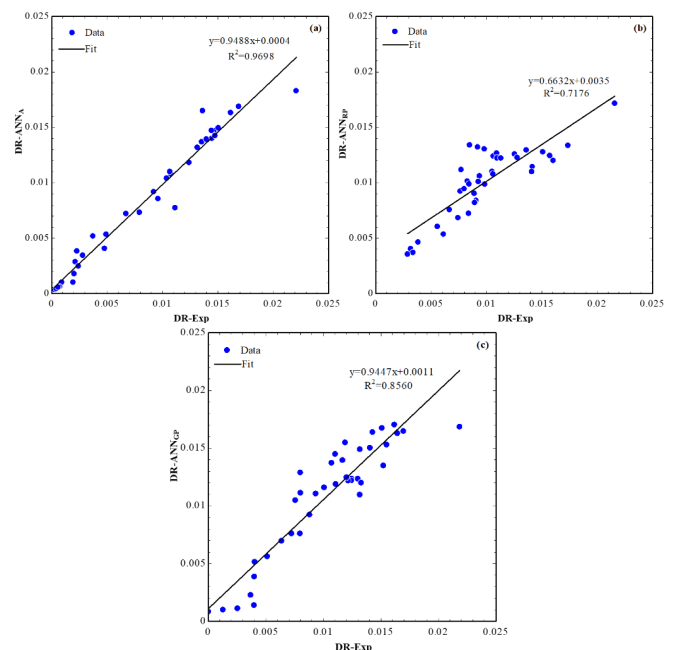 (a)
Data
Fit
y=0.9488x+0.0004
R²=0.9698
DR-ANN_A
0.025
0.02
0.015
0.01
0.005
0
0 0.005 0.01 0.015 0.02 0.025
DR-Exp
(b)
Data
Fit
y=0.6632x+0.0035
R²=0.7176
DR-ANN_RP
0.025
0.02
0.015
0.01
0.005
0
0 0.005 0.01 0.015 0.02 0.025
DR-Exp
(c)
Data
Fit
y=0.9447x+0.0011
R²=0.8560
DR-ANN_GP
0.025
0.02
0.015
0.01
0.005
0
0 0.005 0.01 0.015 0.02 0.025
DR-Exp